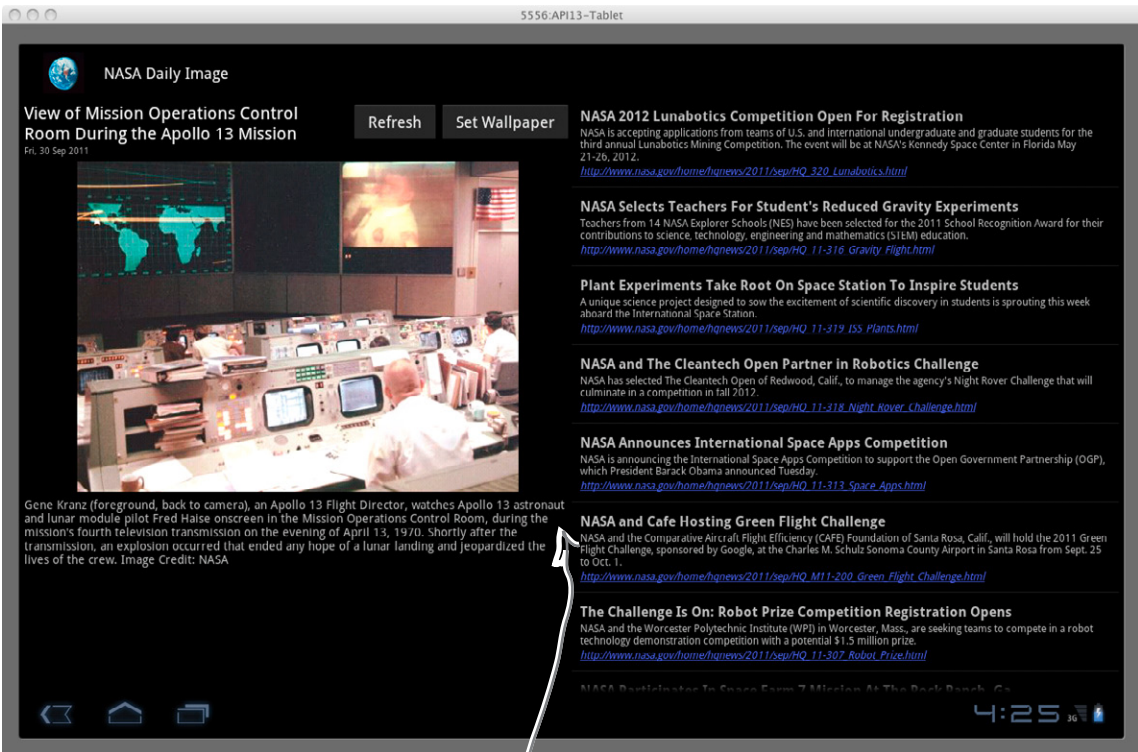 5556:API13-Tablet
NASA Daily Image
View of Mission Operations Control
Room During the Apollo 13 Mission
Fri, 30 Sep 2011
Refresh
Set Wallpaper
Gene Kranz (foreground, back to camera), an Apollo 13 Flight Director, watches Apollo 13 astronaut
and lunar module pilot Fred Haise onscreen in the Mission Operations Control Room, during the
mission's fourth television transmission on the evening of April 13, 1970. Shortly after the
transmission, an explosion occurred that ended any hope of a lunar landing and jeopardized the
lives of the crew. Image Credit: NASA
NASA 2012 Lunabotics Competition Open For Registration
NASA is accepting applications from teams of U.S. and international undergraduate and graduate students for the
third annual Lunabotics Mining Competition. The event will be at NASA's Kennedy Space Center in Florida May
21-26, 2012.
http://www.nasa.gov/home/hqnews/2011/sep/HQ_320_Lunabotics.html
NASA Selects Teachers For Student's Reduced Gravity Experiments
Teachers from 14 NASA Explorer Schools (NES) have been selected for the 2011 School Recognition Award for their
contributions to science, technology, engineering and mathematics (STEM) education.
http://www.nasa.gov/home/hqnews/2011/sep/HQ_11-316_Gravity_Flight.html
Plant Experiments Take Root On Space Station To Inspire Students
A unique science project designed to sow the excitement of scientific discovery in students is sprouting this week
aboard the International Space Station.
http://www.nasa.gov/home/hqnews/2011/sep/HQ_11-319_ISS_Plants.html
NASA and The Cleantech Open Partner in Robotics Challenge
NASA has selected The Cleantech Open of Redwood, Calif., to manage the agency's Night Rover Challenge that will
culminate in a competition in fall 2012.
http://www.nasa.gov/home/hqnews/2011/sep/HQ_11-318_Night_Rover_Challenge.html
NASA Announces International Space Apps Competition
NASA is announcing the International Space Apps Competition to support the Open Government Partnership (OGP),
which President Barack Obama announced Tuesday.
http://www.nasa.gov/home/hqnews/2011/sep/HQ_11-313_Space_Apps.html
NASA and Cafe Hosting Green Flight Challenge
NASA and the Comparative Aircraft Flight Efficiency (CAFE) Foundation of Santa Rosa, Calif., will hold the 2011 Green
Flight Challenge, sponsored by Google, at the Charles M. Schulz Sonoma County Airport in Santa Rosa from Sept. 25
to Oct. 1.
http://www.nasa.gov/home/hqnews/2011/sep/HQ_M11-200_Green_Flight_Challenge.html
The Challenge Is On: Robot Prize Competition Registration Opens
NASA and the Worcester Polytechnic Institute (WPI) in Worcester, Mass., are seeking teams to compete in a robot
technology demonstration competition with a potential $1.5 million prize.
http://www.nasa.gov/home/hqnews/2011/sep/HQ_11-307_Robot_Prize.html
NASA Participates In Space Farm 7 Mission At The Rock Ranch, Ga.
4:25
3G